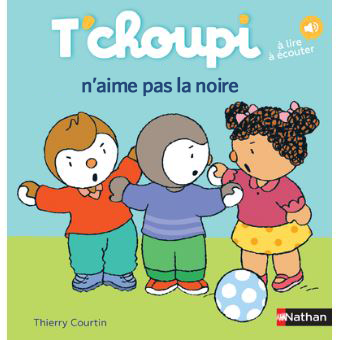 T'choupi
à lire
à écouter
n'aime pas la noire
Thierry Courtin
Nathan